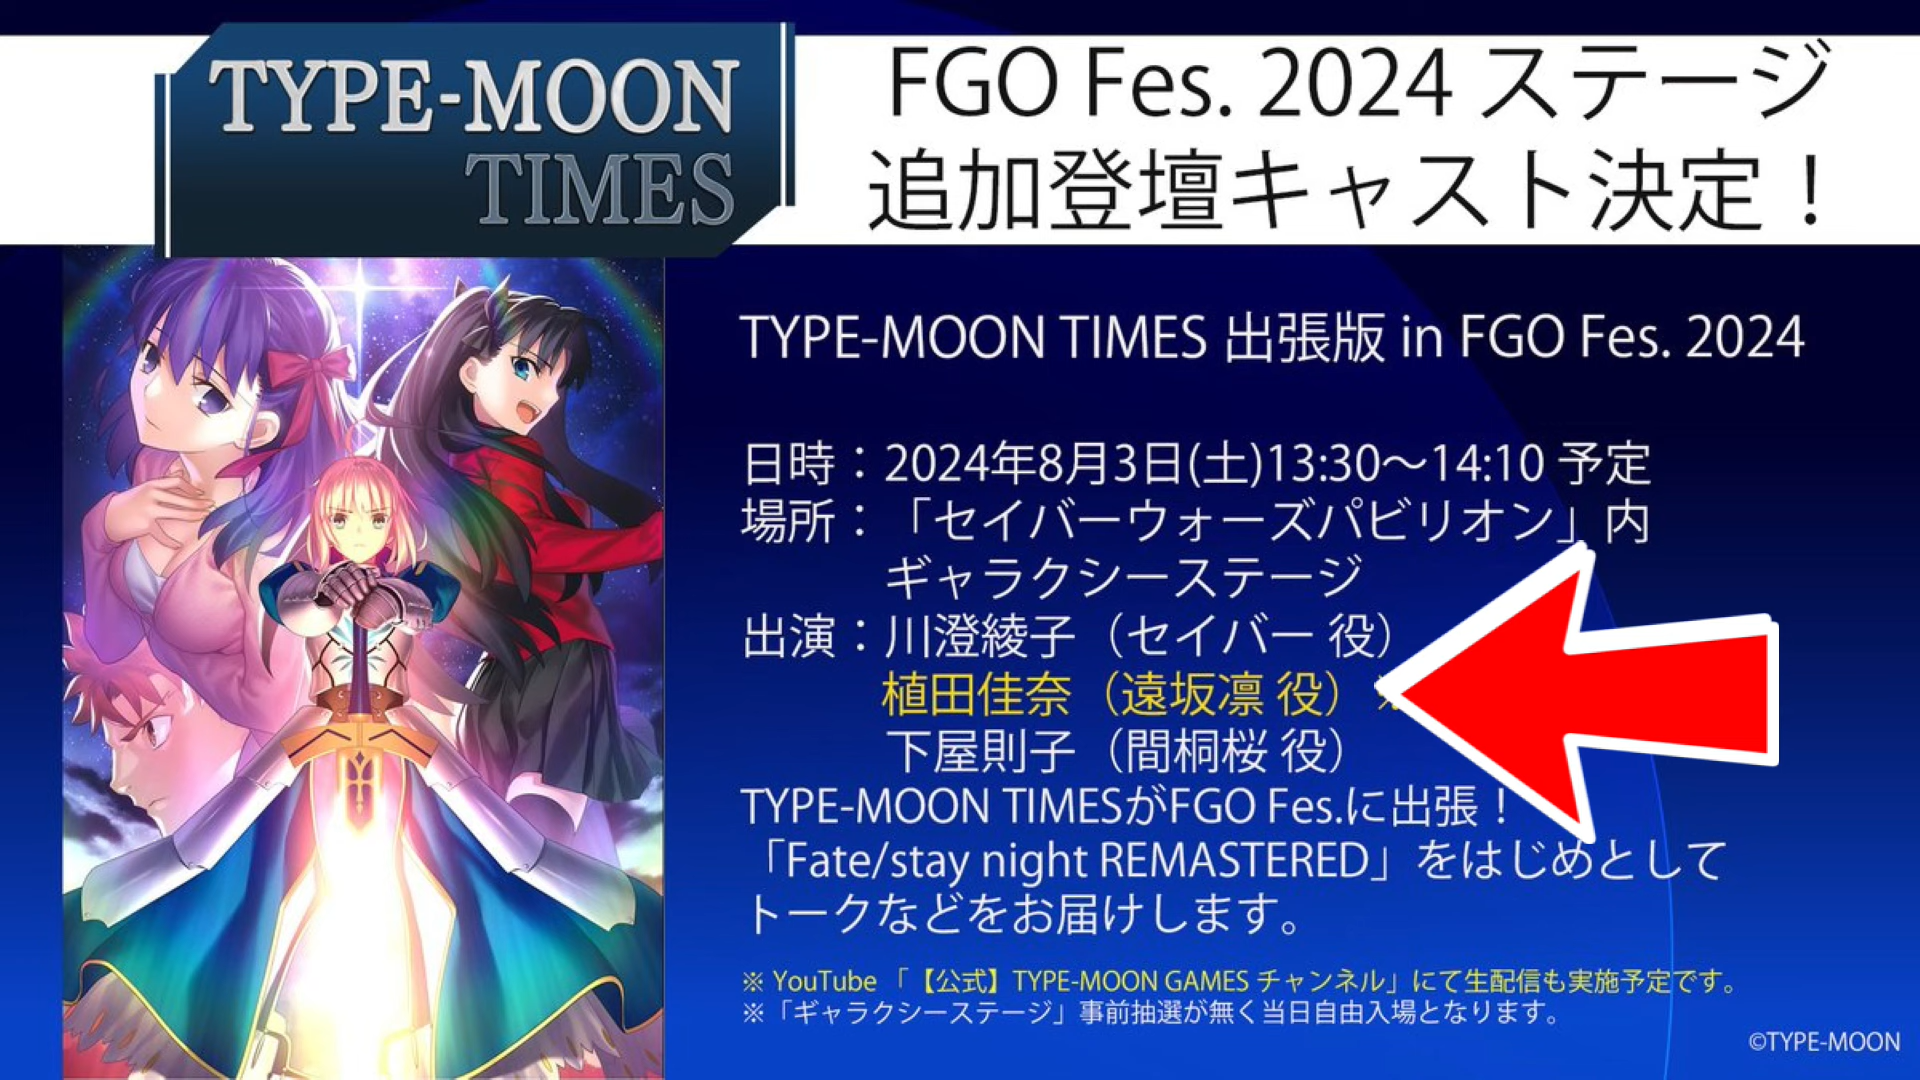 TYPE-MOON
TIMES
FGO Fes. 2024 ステージ
追加登壇キャスト決定！
TYPE-MOON TIMES 出張版 in FGO Fes. 2024
日時：2024年8月3日(土)13:30～14:10 予定
場所：「セイバーウォーズパビリオン」内
ギャラクシーステージ
出演：川澄綾子（セイバー 役）
植田佳奈（遠坂凛 役）
下屋則子（間桐桜 役）
TYPE-MOON TIMESがFGO Fes.に出張！
「Fate/stay night REMASTERED」をはじめとして
トークなどをお届けします。
※ YouTube 「【公式】TYPE-MOON GAMES チャンネル」にて生配信も実施予定です。
※「ギャラクシーステージ」事前抽選が無く当日自由入場となります。
©TYPE-MOON